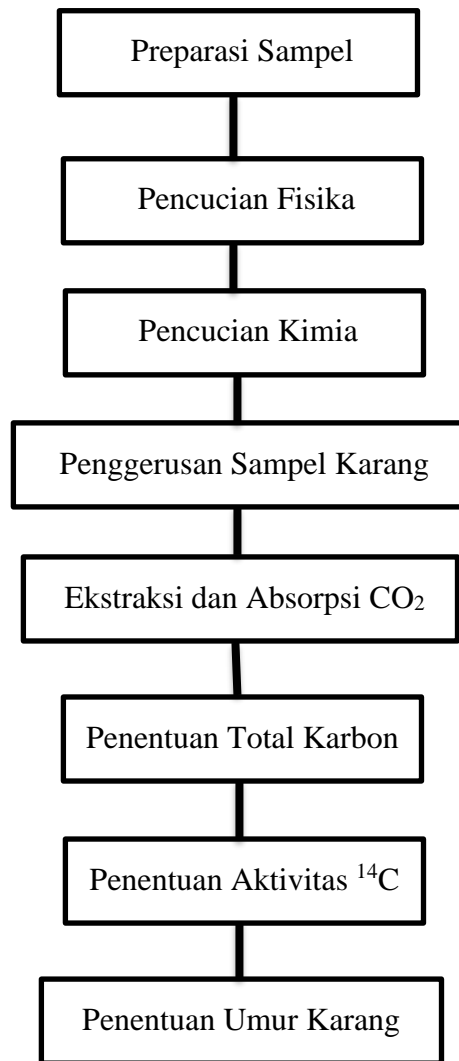 Preparasi Sampel
Pencucian Fisika
Pencucian Kimia
Penggerusan Sampel Karang
Ekstraksi dan Absorpsi CO₂
Penentuan Total Karbon
Penentuan Aktivitas ¹⁴C
Penentuan Umur Karang